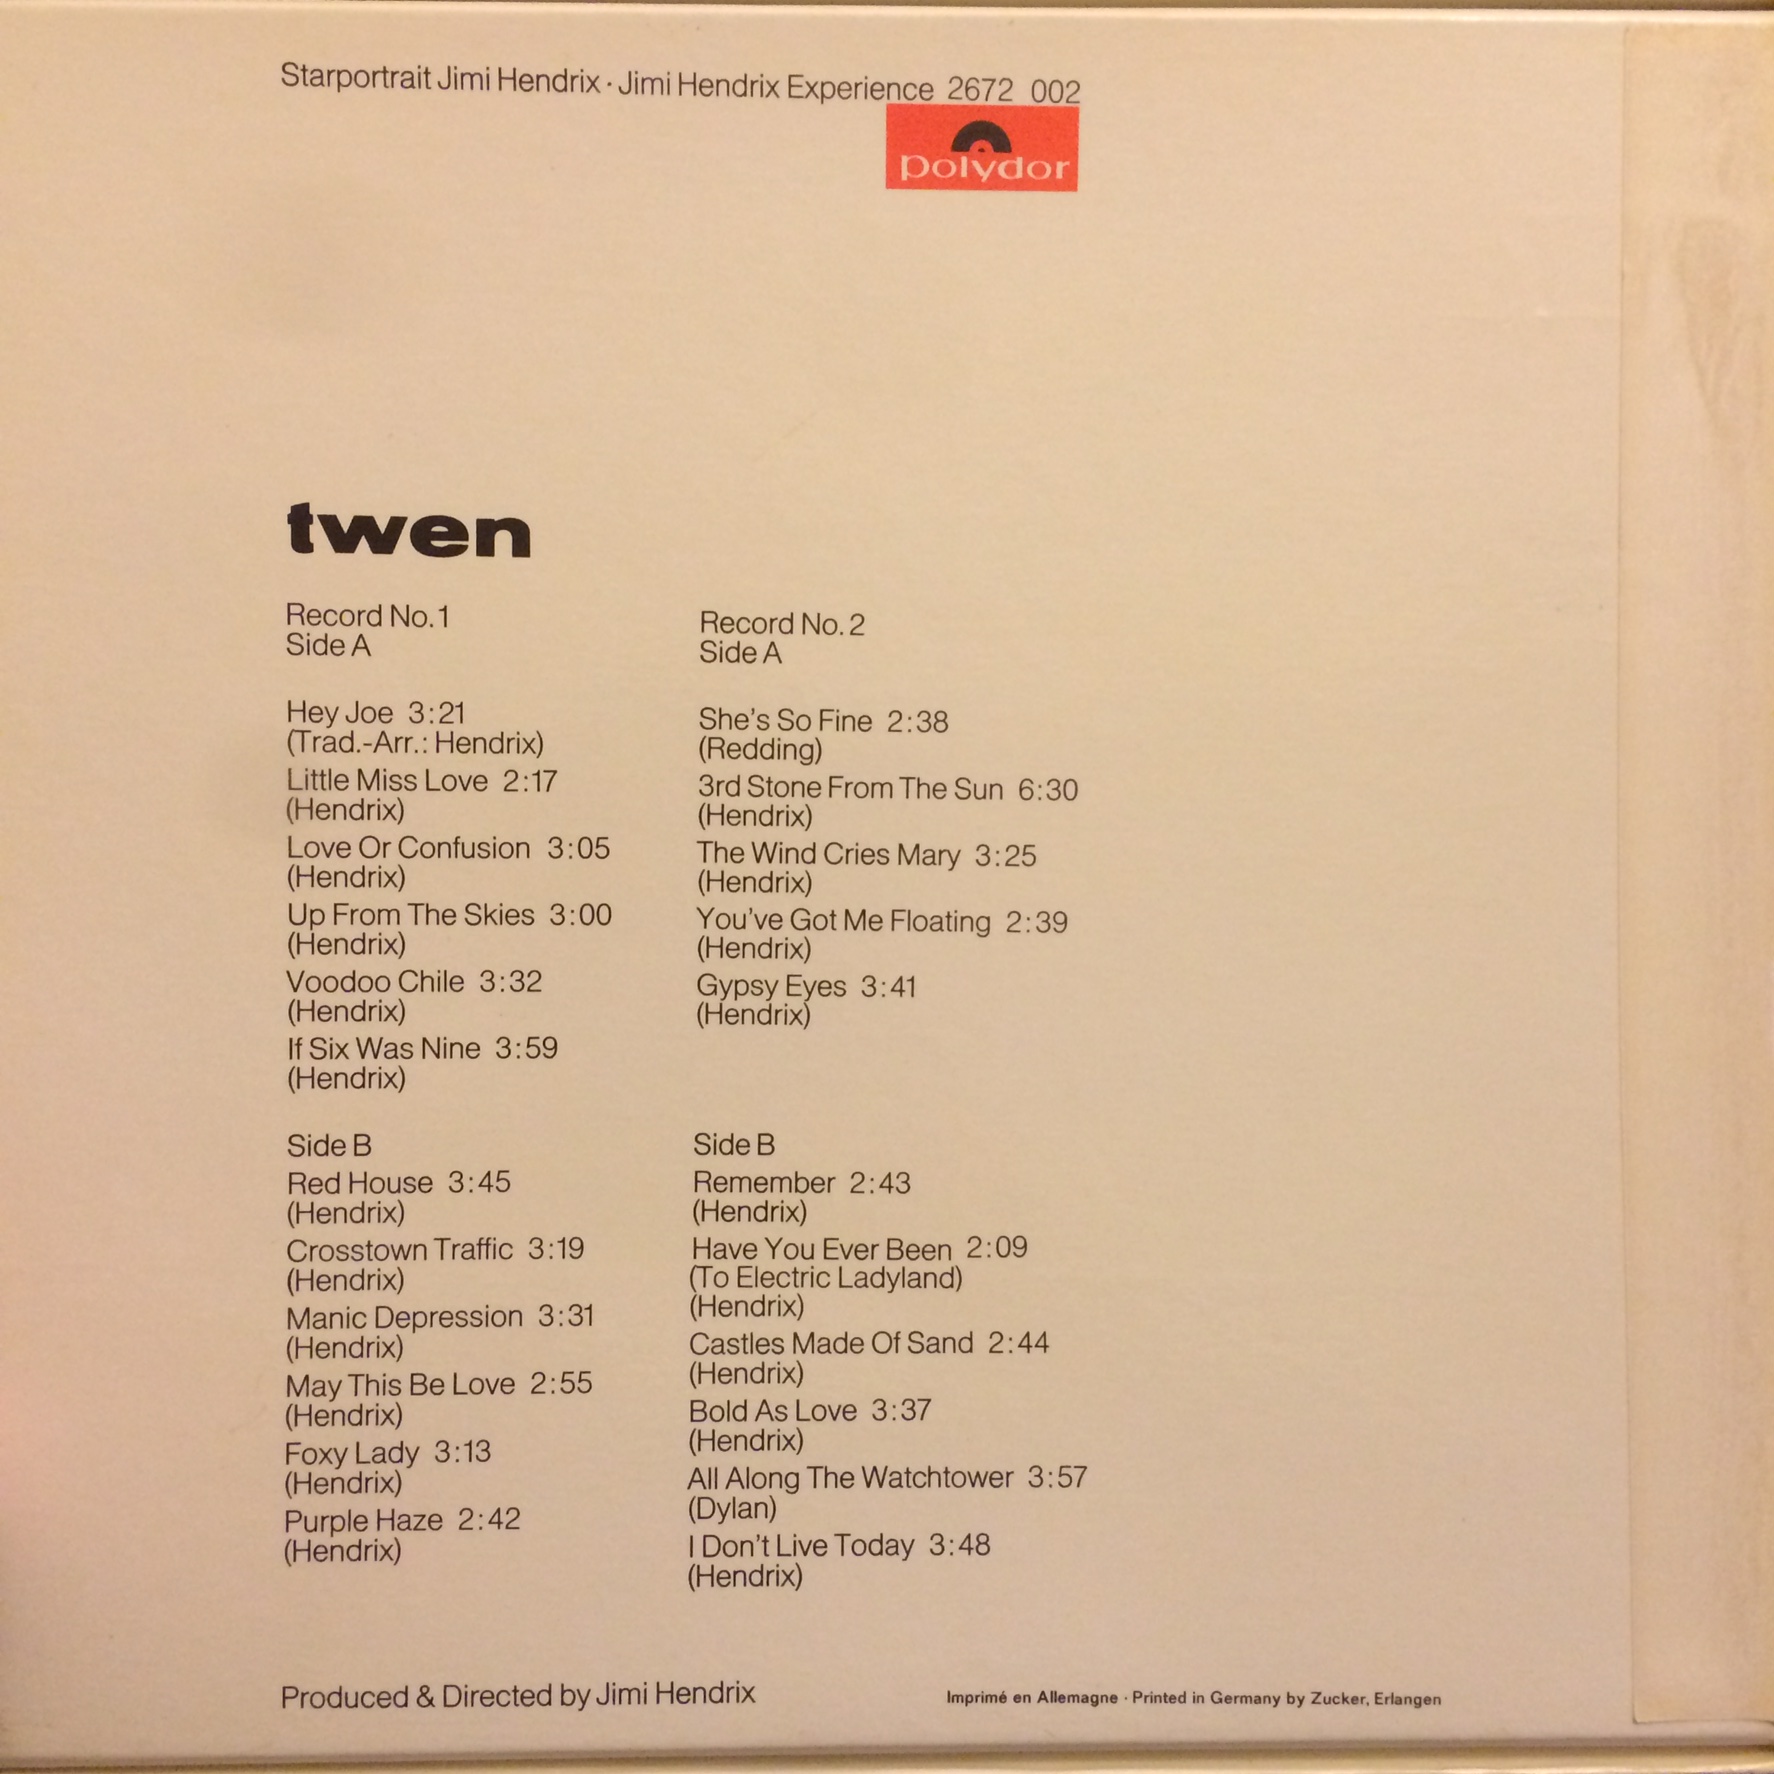 Starportrait Jimi Hendrix · Jimi Hendrix Experience 2672 002
polydor
twen
Record No. 1
Side A
Hey Joe 3:21
(Trad.-Arr.: Hendrix)
Little Miss Love 2:17
(Hendrix)
Love Or Confusion 3:05
(Hendrix)
Up From The Skies 3:00
(Hendrix)
Voodoo Chile 3:32
(Hendrix)
If Six Was Nine 3:59
(Hendrix)
Side B
Red House 3:45
(Hendrix)
Crosstown Traffic 3:19
(Hendrix)
Manic Depression 3:31
(Hendrix)
May This Be Love 2:55
(Hendrix)
Foxy Lady 3:13
(Hendrix)
Purple Haze 2:42
(Hendrix)
Record No. 2
Side A
She's So Fine 2:38
(Redding)
3rd Stone From The Sun 6:30
(Hendrix)
The Wind Cries Mary 3:25
(Hendrix)
You've Got Me Floating 2:39
(Hendrix)
Gypsy Eyes 3:41
(Hendrix)
Side B
Remember 2:43
(Hendrix)
Have You Ever Been 2:09
(To Electric Ladyland)
(Hendrix)
Castles Made Of Sand 2:44
(Hendrix)
Bold As Love 3:37
(Hendrix)
All Along The Watchtower 3:57
(Dylan)
I Don't Live Today 3:48
(Hendrix)
Produced & Directed by Jimi Hendrix
Imprimé en Allemagne · Printed in Germany by Zucker, Erlangen